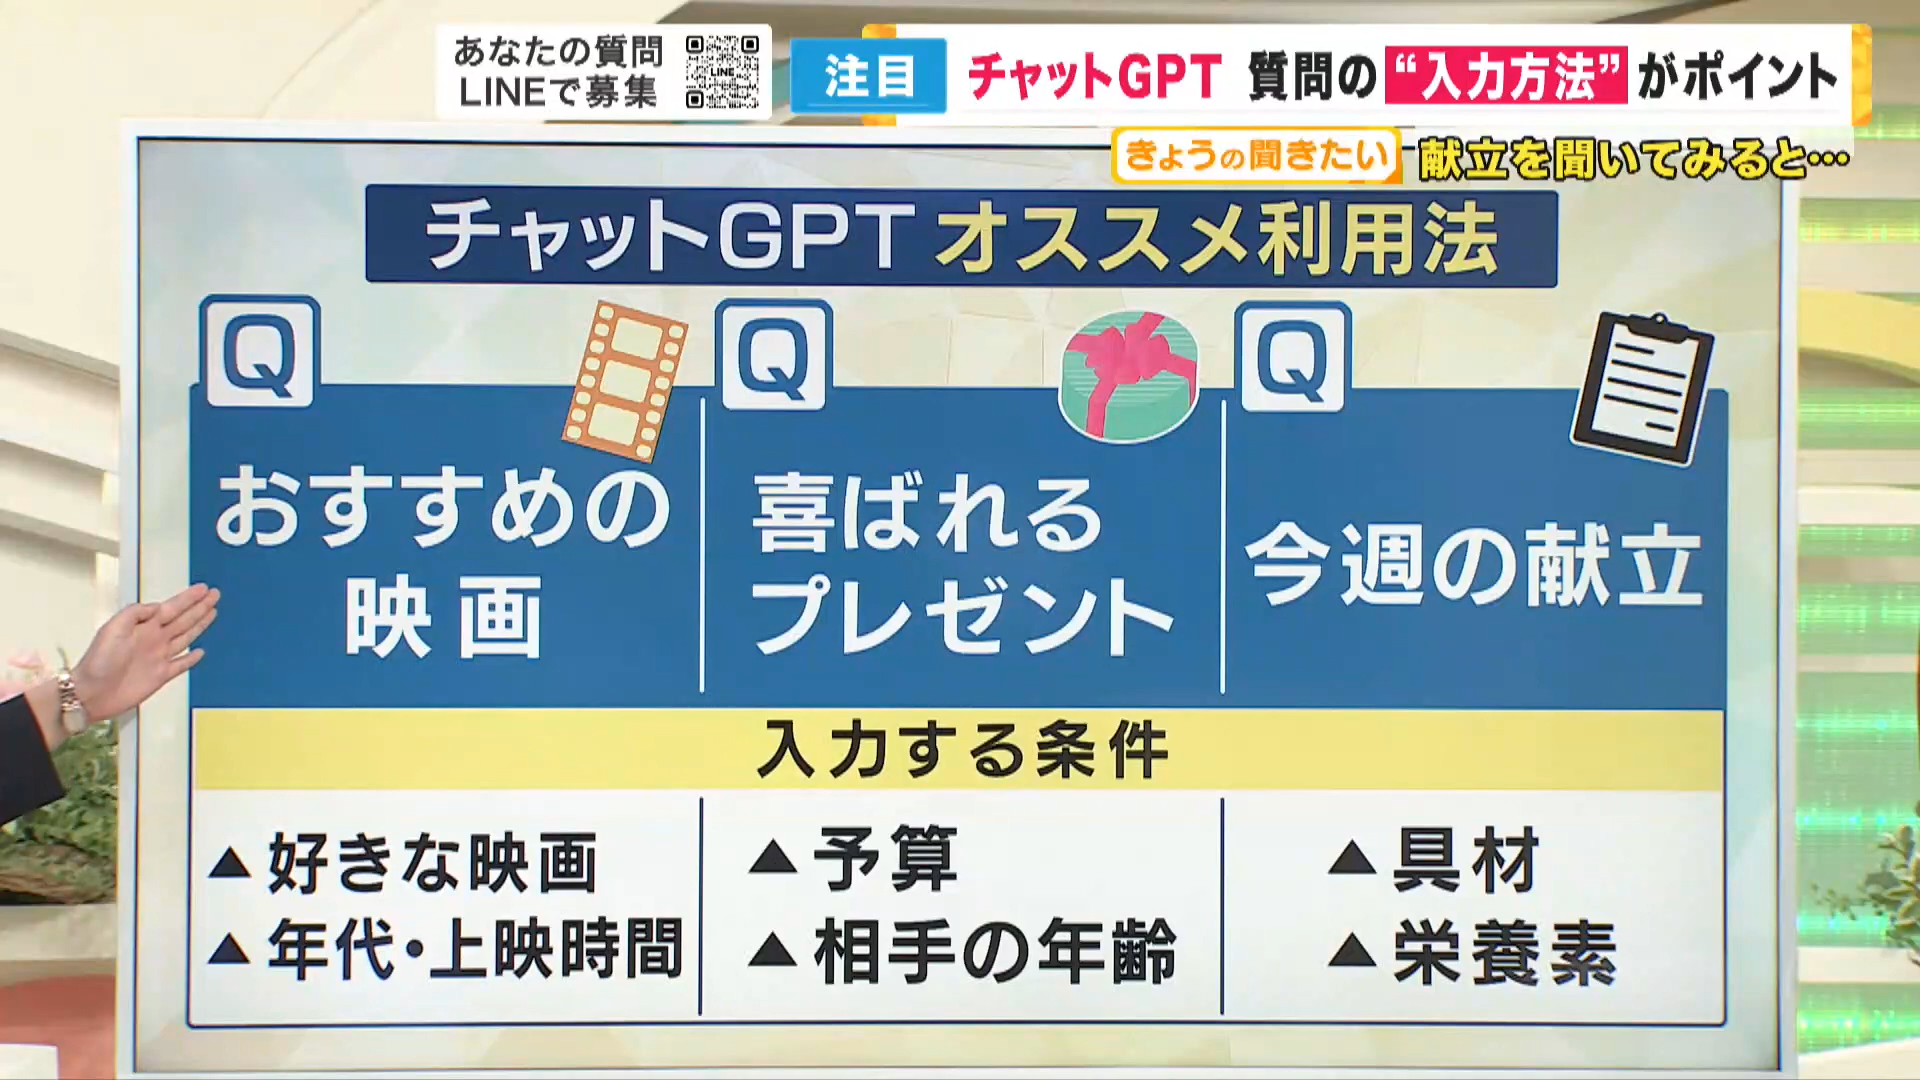 あなたの質問
LINEで募集
LINE
注目
チャットGPT 質問の“入力方法”がポイント
きょうの聞きたい 献立を聞いてみると…
チャットGPT オススメ利用法
Q
Q
Q
おすすめの
映画
喜ばれる
プレゼント
今週の献立
入力する条件
▲好きな映画
▲年代・上映時間
▲予算
▲相手の年齢
▲具材
▲栄養素